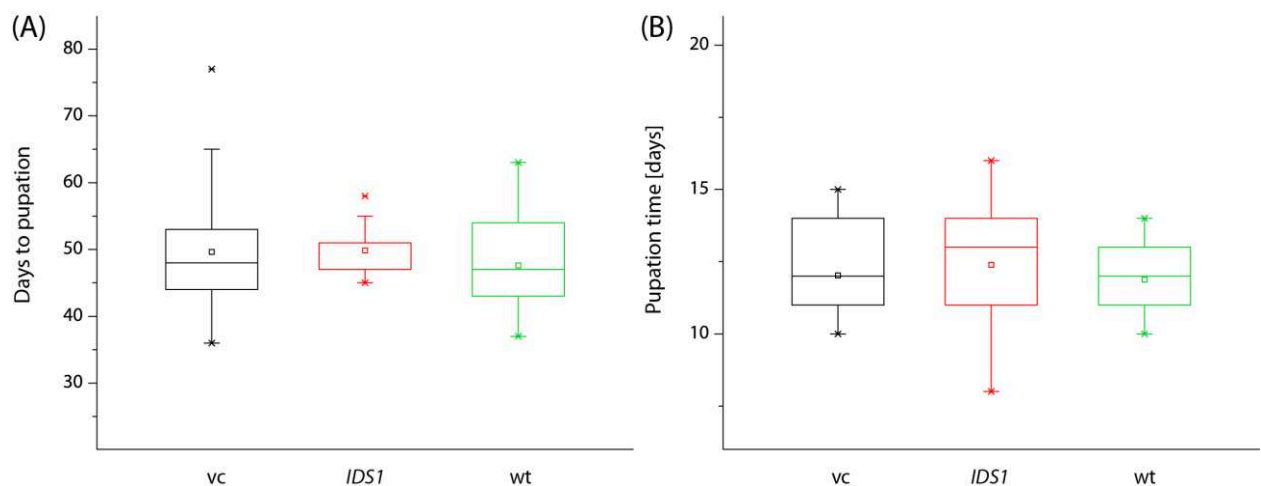 (A)
Days to pupation
80
70
60
50
40
30
vc
IDS1
wt
(B)
Pupation time [days]
20
15
10
vc
IDS1
wt